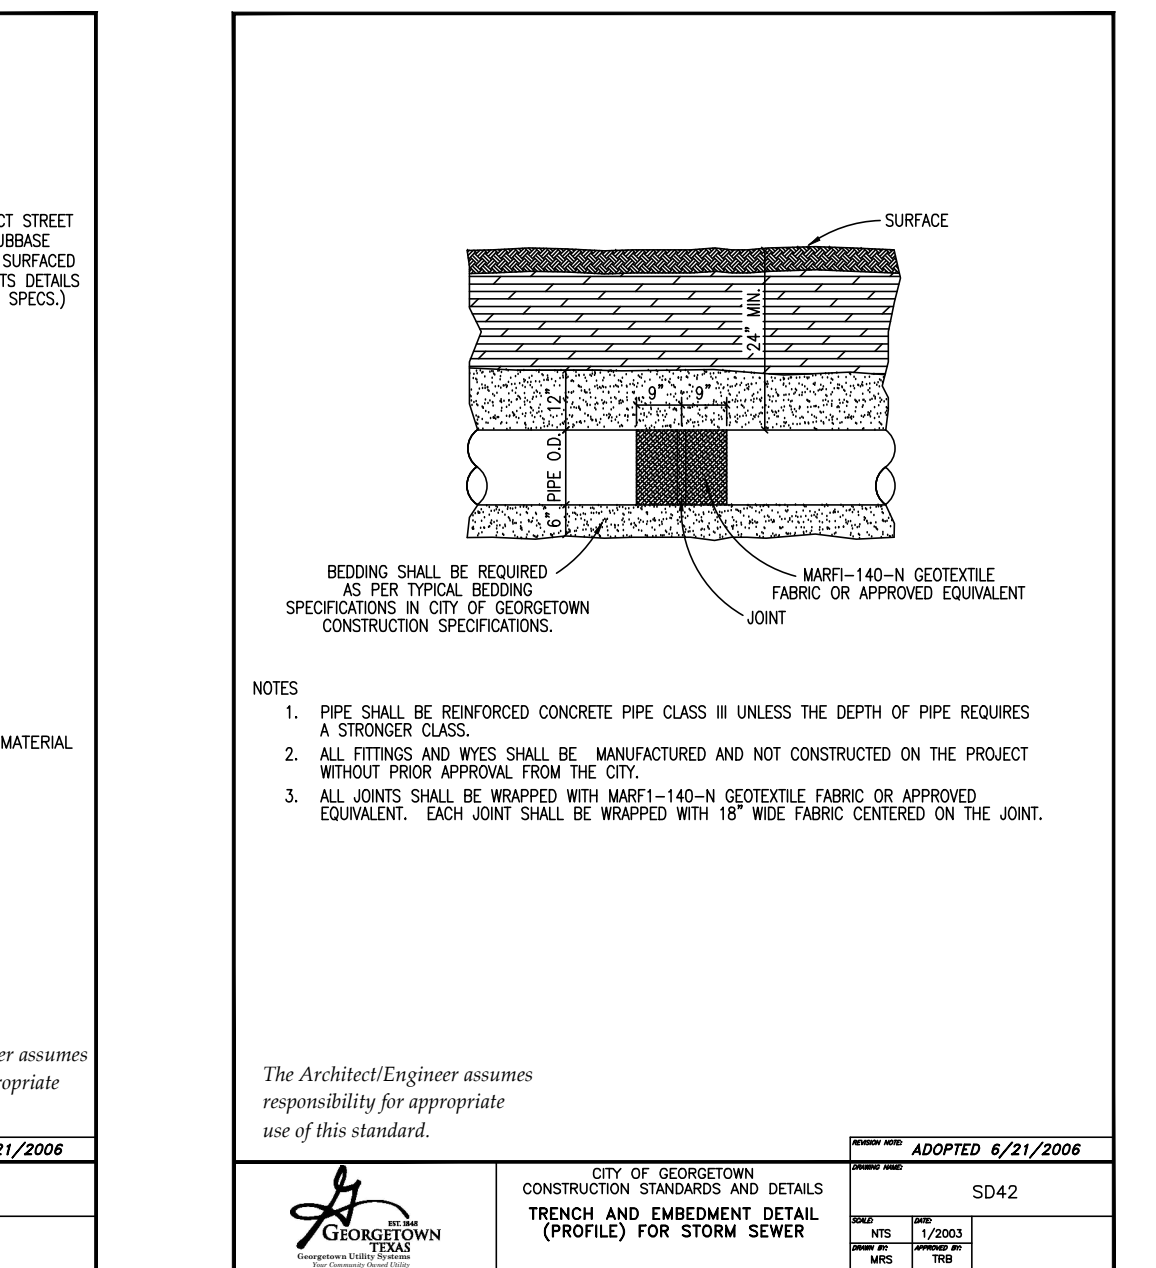 CT STREET
UBBASE
SURFACED
TS DETAILS
SPECS.)
MATERIAL
er assumes
ropriate
21/2006
SURFACE
24" MIN.
9" 9"
12"
PIPE O.D.
6"
BEDDING SHALL BE REQUIRED
AS PER TYPICAL BEDDING
SPECIFICATIONS IN CITY OF GEORGETOWN
CONSTRUCTION SPECIFICATIONS.
MARFI-140-N GEOTEXTILE
FABRIC OR APPROVED EQUIVALENT
JOINT
NOTES
1. PIPE SHALL BE REINFORCED CONCRETE PIPE CLASS III UNLESS THE DEPTH OF PIPE REQUIRES
A STRONGER CLASS.
2. ALL FITTINGS AND WYES SHALL BE MANUFACTURED AND NOT CONSTRUCTED ON THE PROJECT
WITHOUT PRIOR APPROVAL FROM THE CITY.
3. ALL JOINTS SHALL BE WRAPPED WITH MARF1-140-N GEOTEXTILE FABRIC OR APPROVED
EQUIVALENT. EACH JOINT SHALL BE WRAPPED WITH 18" WIDE FABRIC CENTERED ON THE JOINT.
The Architect/Engineer assumes
responsibility for appropriate
use of this standard.
REVISION NOTE:
ADOPTED 6/21/2006
EST. 1848
GEORGETOWN
TEXAS
Georgetown Utility Systems
Your Community Owned Utility
CITY OF GEORGETOWN
CONSTRUCTION STANDARDS AND DETAILS
TRENCH AND EMBEDMENT DETAIL
(PROFILE) FOR STORM SEWER
DRAWING NAME:
SD42
SCALE: DATE:
NTS 1/2003
DRAWN BY: APPROVED BY:
MRS TRB